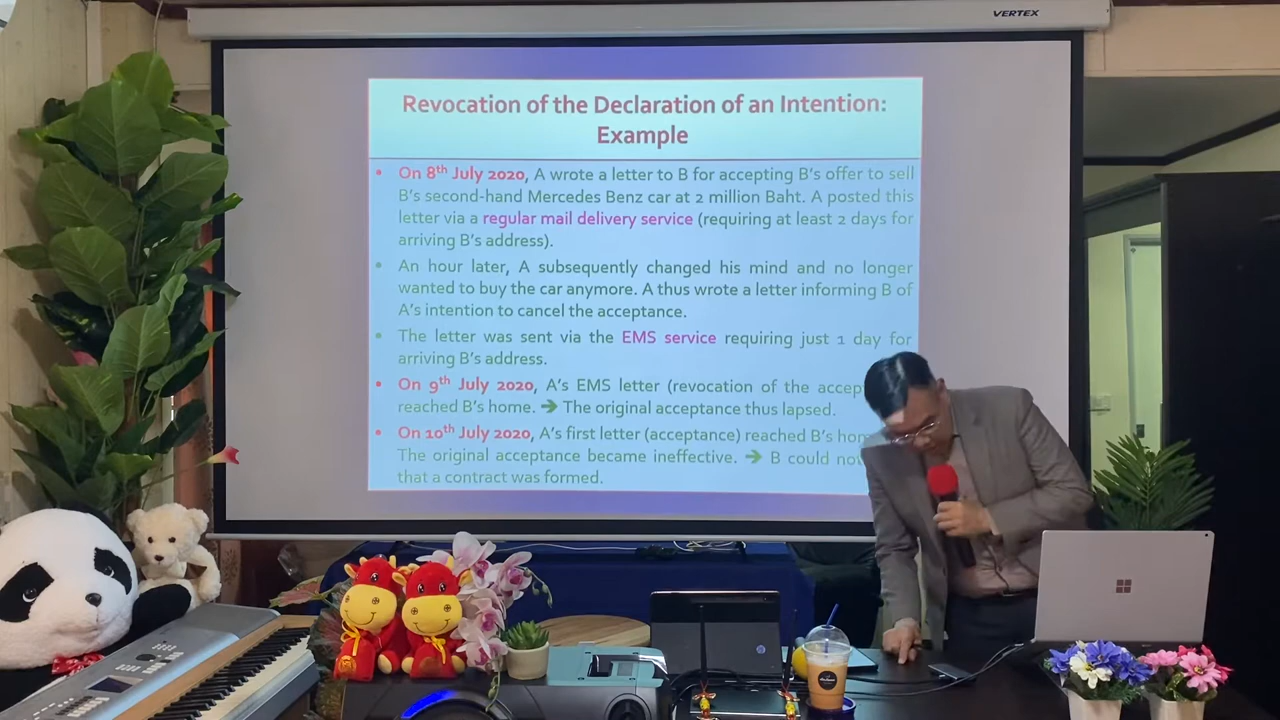 VERTEX
Revocation of the Declaration of an Intention:
Example
• On 8th July 2020, A wrote a letter to B for accepting B's offer to sell
B's second-hand Mercedes Benz car at 2 million Baht. A posted this
letter via a regular mail delivery service (requiring at least 2 days for
arriving B's address).
• An hour later, A subsequently changed his mind and no longer
wanted to buy the car anymore. A thus wrote a letter informing B of
A's intention to cancel the acceptance.
• The letter was sent via the EMS service requiring just 1 day for
arriving B's address.
• On 9th July 2020, A's EMS letter (revocation of the
reached B's home. ➔ The original acceptance thus lapsed.
• On 10th July 2020, A's first letter (acceptance) reached B's
The original acceptance became ineffective. ➔ B could
that a contract was formed.